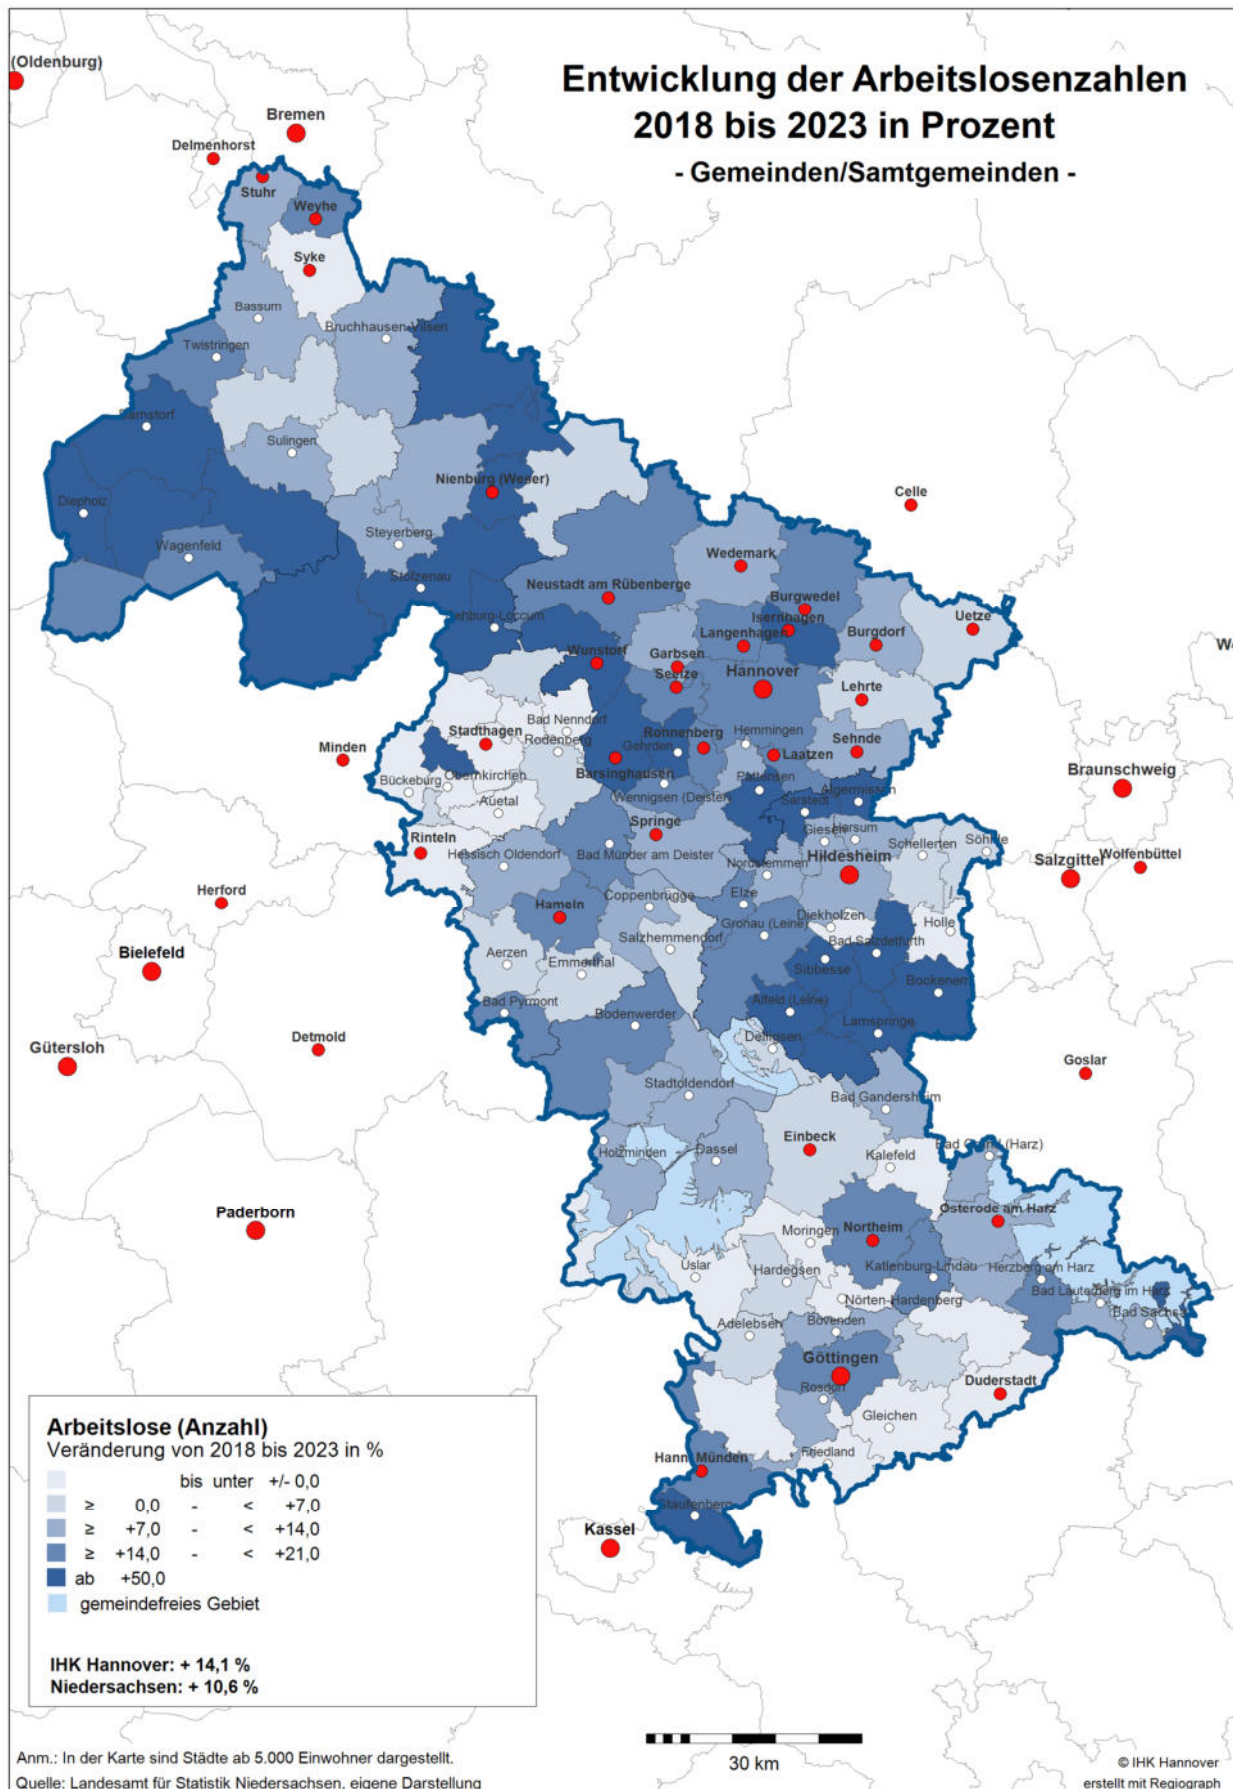 Entwicklung der Arbeitslosenzahlen
2018 bis 2023 in Prozent
- Gemeinden/Samtgemeinden -
(Oldenburg)
Bremen
Delmenhorst
Stuhr
Weyhe
Syke
Bassum
Bruchhausen-Vilsen
Twistringen
Barnstorf
Sulingen
Nienburg (Weser)
Celle
Diepholz
Steyerberg
Wagenfeld
Wedemark
Stolzenau
Neustadt am Rübenberge
Burgwedel
Isernhagen
Rehburg-Loccum
Uetze
Langenhagen
Burgdorf
Wunstorf
Garbsen
Seelze
Hannover
Lehrte
Bad Nenndorf
Stadthagen
Rodenberg
Gehrden
Ronnenberg
Hemmingen
Sehnde
Minden
Laatzen
Barsinghausen
Braunschweig
Bückeburg
Obernkirchen
Pattensen
Wennigsen (Deister)
Algermissen
Auetal
Sarstedt
Springe
Giesen
Harsum
Rinteln
Schellerten
Söhlde
Hessisch Oldendorf
Bad Münder am Deister
Nordstemmen
Hildesheim
Salzgitter
Wolfenbüttel
Herford
Hameln
Coppenbrügge
Elze
Gronau (Leine)
Diekholzen
Holle
Bielefeld
Aerzen
Salzhemmendorf
Bad Salzdetfurth
Emmerthal
Sibbesse
Bockenem
Bad Pyrmont
Bodenwerder
Alfeld (Leine)
Lamspringe
Detmold
Delligsen
Gütersloh
Goslar
Stadtoldendorf
Bad Gandersheim
Einbeck
Bad Grund (Harz)
Holzminden
Dassel
Kalefeld
Paderborn
Osterode am Harz
Moringen
Northeim
Uslar
Hardegsen
Katlenburg-Lindau
Herzberg am Harz
Bad Lauterberg im Harz
Nörten-Hardenberg
Bad Sachsa
Adelebsen
Bovenden
Göttingen
Duderstadt
Rosdorf
Gleichen
Friedland
Hann. Münden
Staufenberg
Kassel
Arbeitslose (Anzahl)
Veränderung von 2018 bis 2023 in %
bis unter +/- 0,0
≥ 0,0 - < +7,0
≥ +7,0 - < +14,0
≥ +14,0 - < +21,0
ab +50,0
gemeindefreies Gebiet
IHK Hannover: + 14,1 %
Niedersachsen: + 10,6 %
30 km
Anm.: In der Karte sind Städte ab 5.000 Einwohner dargestellt.
Quelle: Landesamt für Statistik Niedersachsen, eigene Darstellung
© IHK Hannover
erstellt mit Regiograph